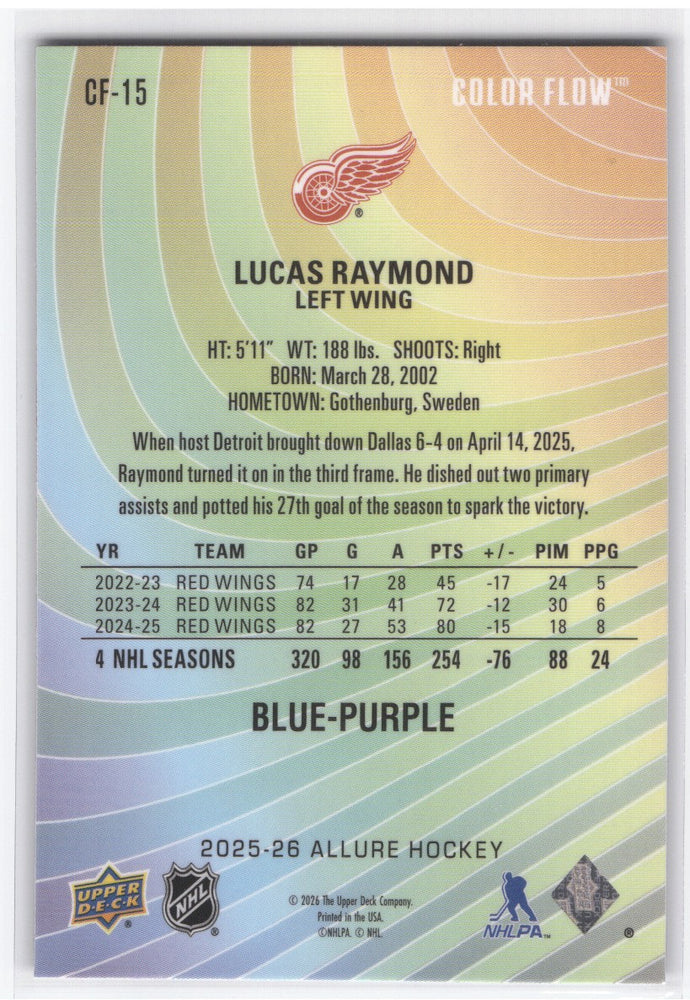 CF-15
COLOR FLOW™
®
LUCAS RAYMOND
LEFT WING
HT: 5'11" WT: 188 lbs. SHOOTS: Right
BORN: March 28, 2002
HOMETOWN: Gothenburg, Sweden
When host Detroit brought down Dallas 6-4 on April 14, 2025,
Raymond turned it on in the third frame. He dished out two primary
assists and potted his 27th goal of the season to spark the victory.
YR TEAM GP G A PTS +/- PIM PPG
2022-23 RED WINGS 74 17 28 45 -17 24 5
2023-24 RED WINGS 82 31 41 72 -12 30 6
2024-25 RED WINGS 82 27 53 80 -15 18 8
4 NHL SEASONS 320 98 156 254 -76 88 24
BLUE-PURPLE
2025-26 ALLURE HOCKEY
UPPER
D·E·C·K
®
NHL
®
© 2026 The Upper Deck Company.
Printed in the USA.
©NHLPA. © NHL.
NHLPA™
®